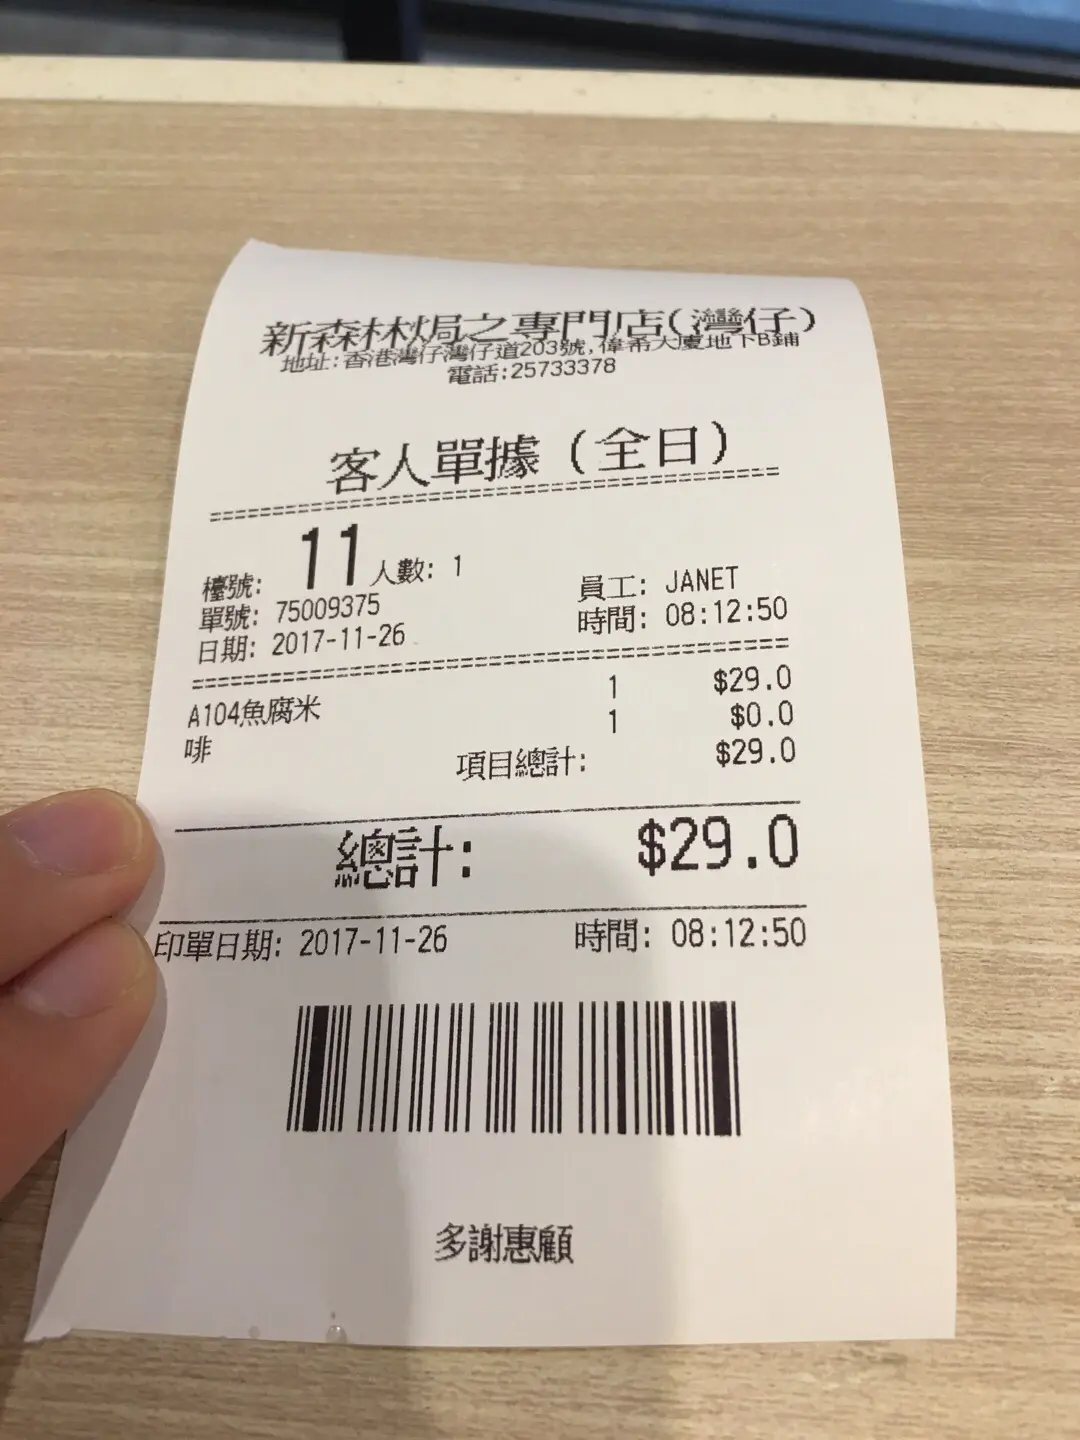 新森林焗之專門店(灣仔)
地址:香港灣仔灣仔道203號,偉希大廈地下B鋪
電話:25733378
客人單據(全日)
檯號: 11 人數: 1
單號: 75009375 員工: JANET
日期: 2017-11-26 時間: 08:12:50
A104魚腐米 1 $29.0
啡 1 $0.0
項目總計: $29.0
總計: $29.0
印單日期: 2017-11-26 時間: 08:12:50
多謝惠顧